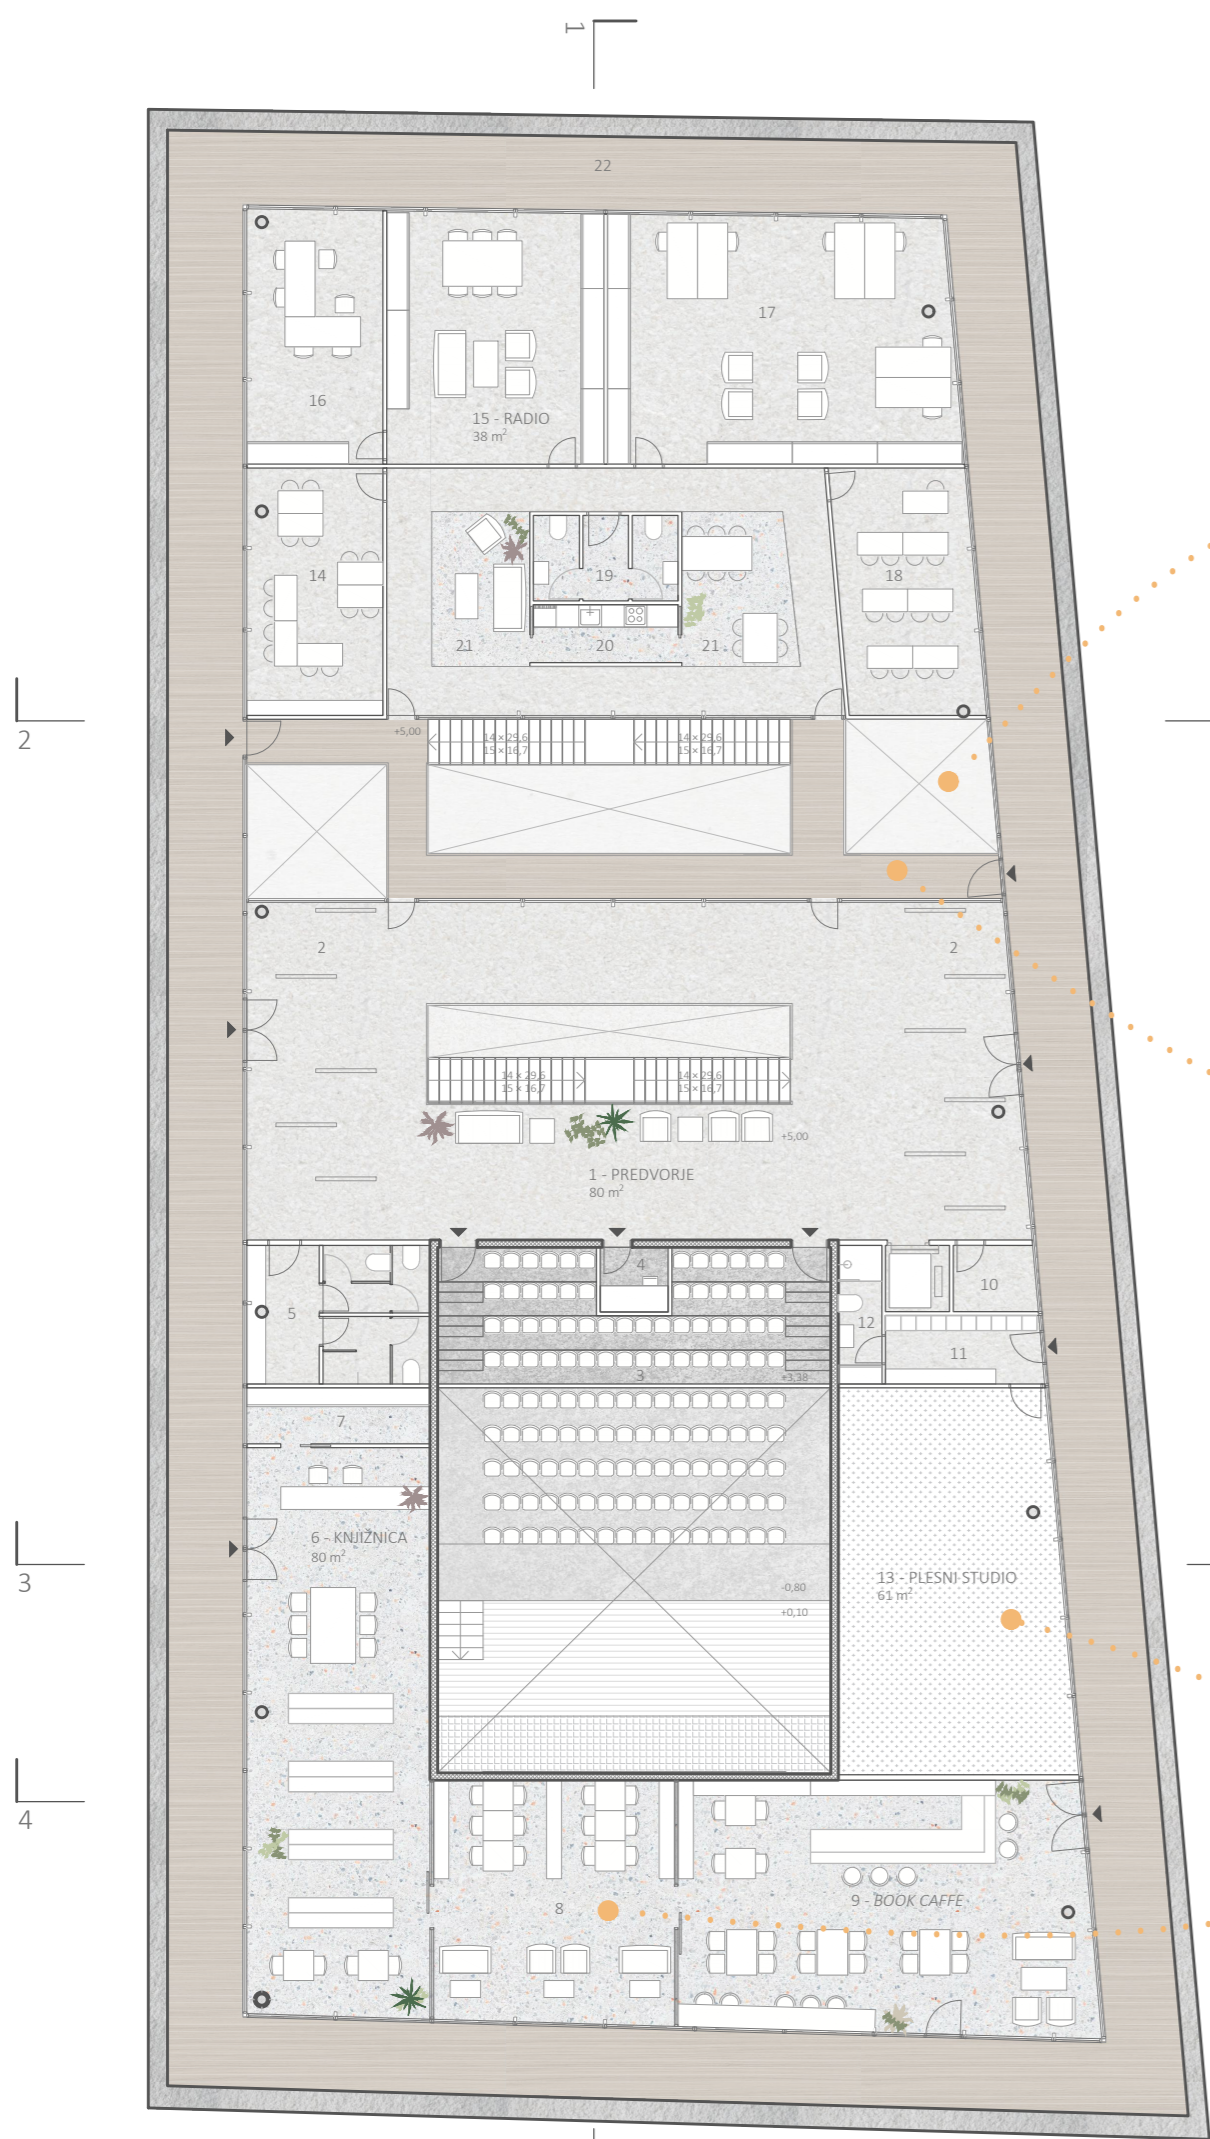 1
22
17
16
15 - RADIO
38 m²
14
19
18
21
20
21
2
+5,00
14 × 29,6
15 × 16,7
14 × 29,6
15 × 16,7
2
2
14 × 29,6
15 × 16,7
14 × 29,6
15 × 16,7
+5,00
1 - PREDVORJE
80 m²
4
10
5
12
11
3
+3,38
7
6 - KNJIŽNICA
80 m²
3
13 - PLESNI STUDIO
61 m²
-0,80
+0,10
4
9 - BOOK CAFFE
8